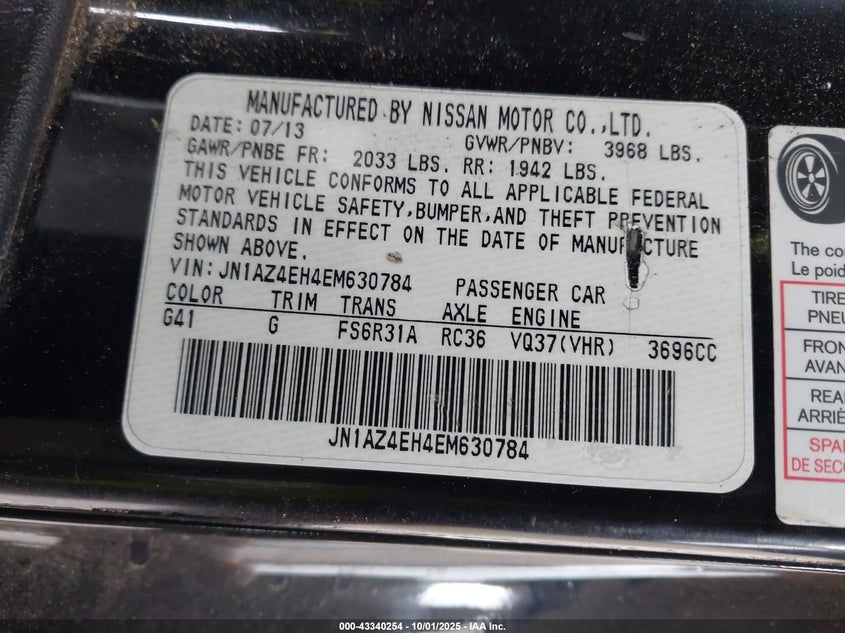 MANUFACTURED BY NISSAN MOTOR CO.,LTD.
DATE: 07/13 GVWR/PNBV: 3968 LBS.
GAWR/PNBE FR: 2033 LBS. RR: 1942 LBS.
THIS VEHICLE CONFORMS TO ALL APPLICABLE FEDERAL
MOTOR VEHICLE SAFETY,BUMPER,AND THEFT PREVENTION
STANDARDS IN EFFECT ON THE DATE OF MANUFACTURE
SHOWN ABOVE.
VIN: JN1AZ4EH4EM630784 PASSENGER CAR
COLOR TRIM TRANS AXLE ENGINE
G41 G FS6R31A RC36 VQ37(VHR) 3696CC
JN1AZ4EH4EM630784
The co
Le poid
TIRE
PNEU
FRON
AVAN
REA
ARRIÈ
SPA
DE SECO
000-43340254 - 10/01/2025 - IAA Inc.